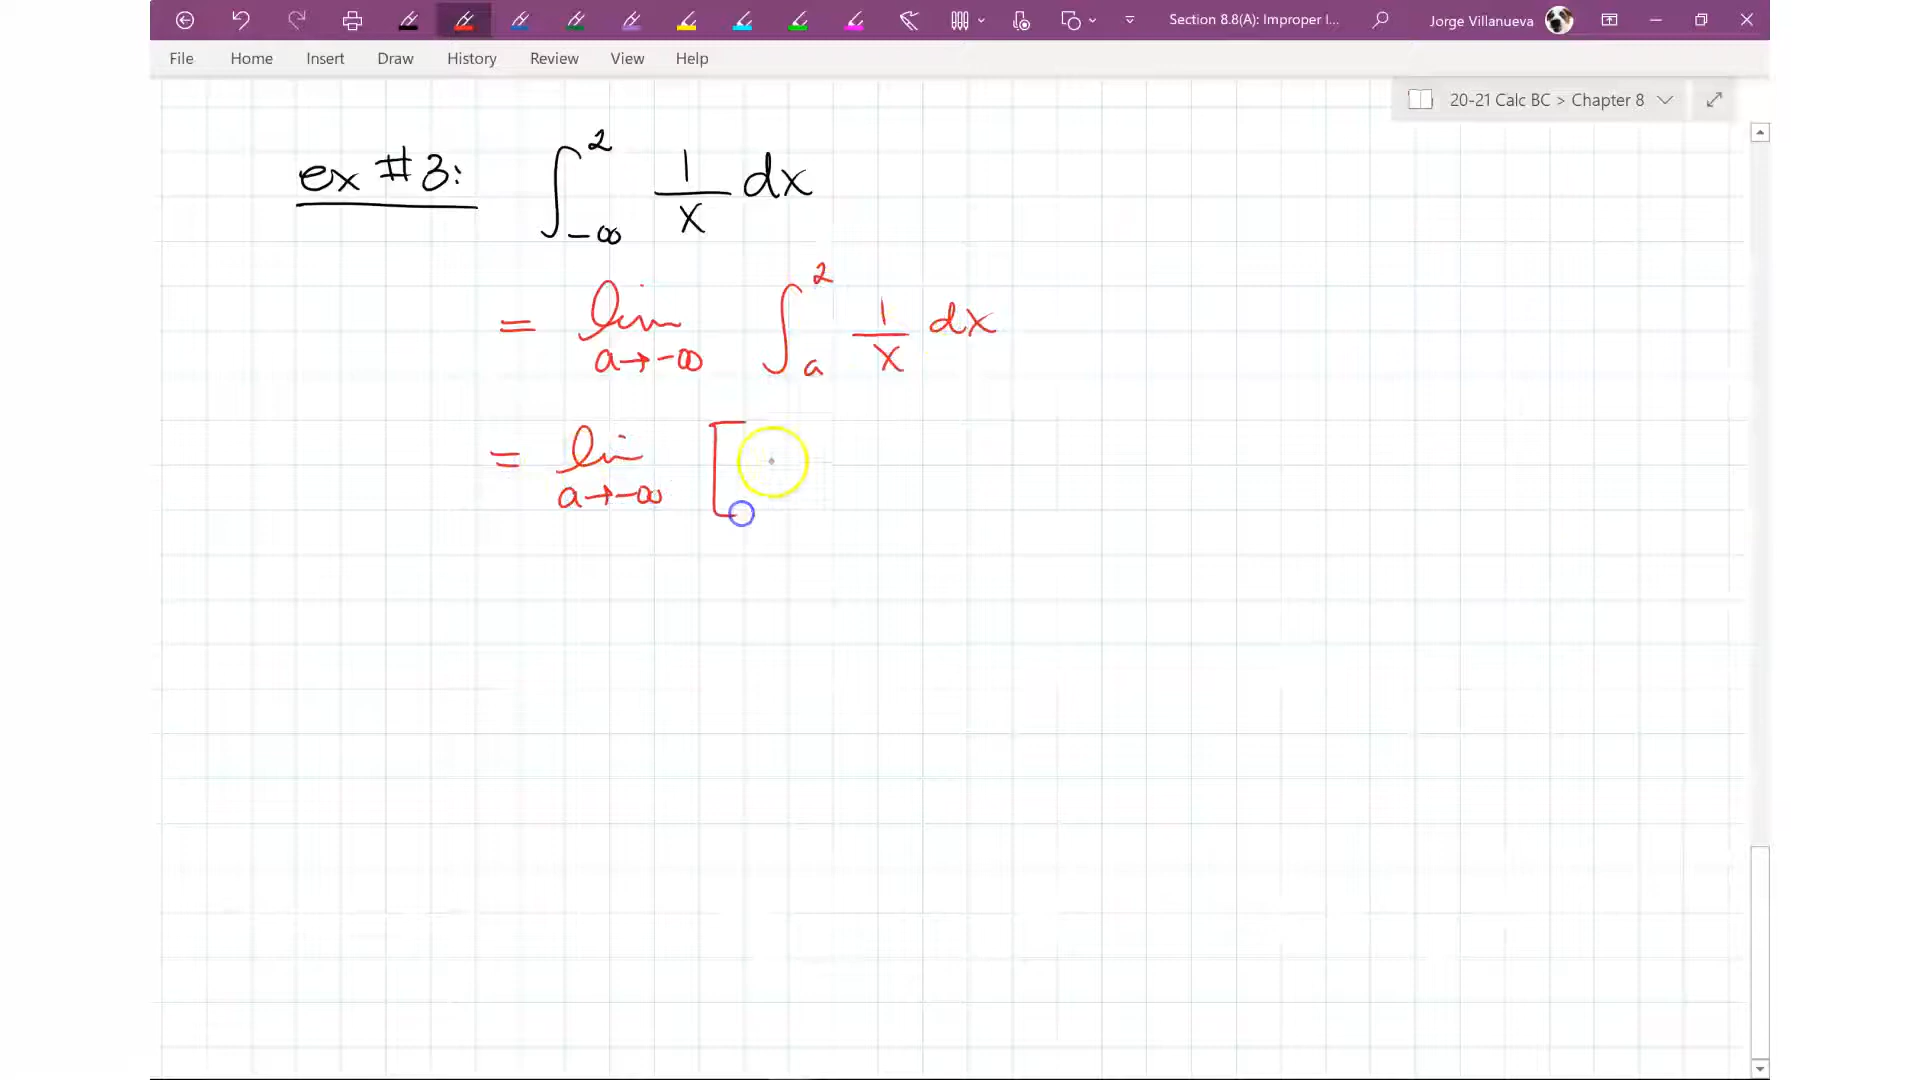 Section 8.8(A): Improper I... Jorge Villanueva
File Home Insert Draw History Review View Help
20-21 Calc BC > Chapter 8
ex #3: ∫_{-∞}^{2} 1/x dx
= lim_{a→-∞} ∫_{a}^{2} 1/x dx
= lim_{a→-∞} [